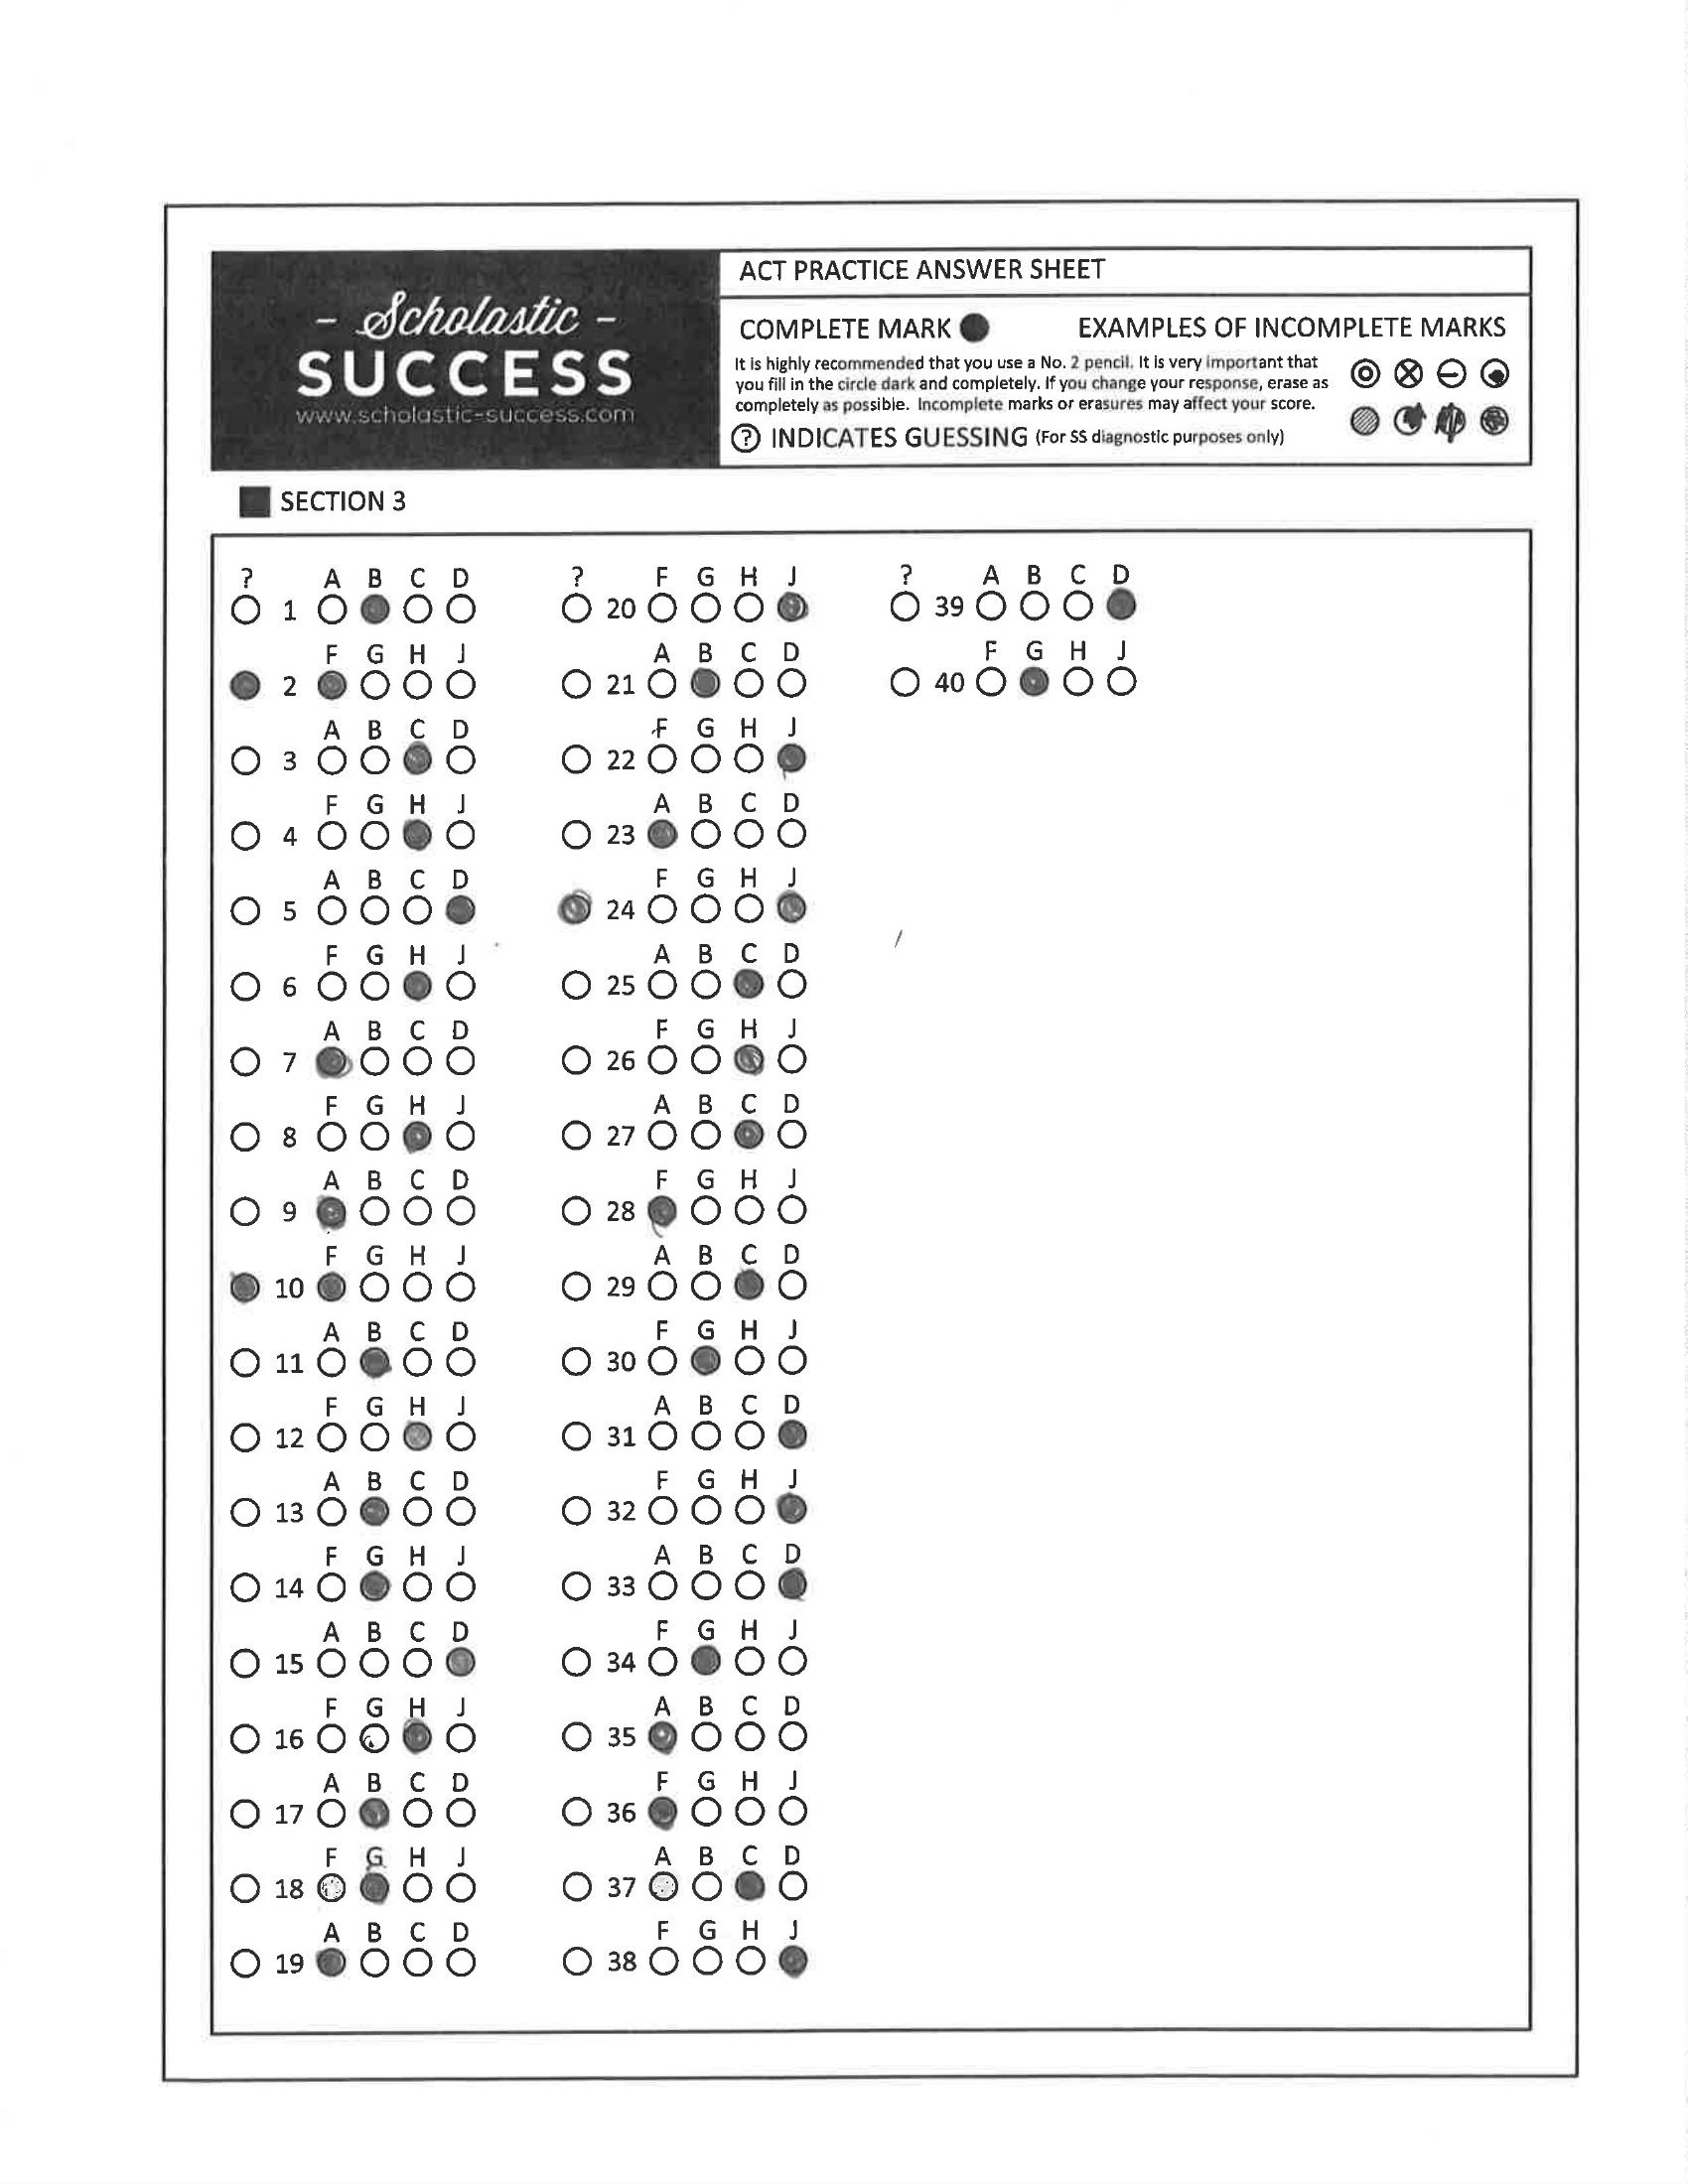 - Scholastic -
SUCCESS
www.scholastic-success.com
ACT PRACTICE ANSWER SHEET
COMPLETE MARK EXAMPLES OF INCOMPLETE MARKS
It is highly recommended that you use a No. 2 pencil. It is very important that
you fill in the circle dark and completely. If you change your response, erase as
completely as possible. Incomplete marks or erasures may affect your score.
? INDICATES GUESSING (For SS diagnostic purposes only)
SECTION 3
? A B C D
1
F G H J
2
A B C D
3
F G H J
4
A B C D
5
F G H J
6
A B C D
7
F G H J
8
A B C D
9
F G H J
10
A B C D
11
F G H J
12
A B C D
13
F G H J
14
A B C D
15
F G H J
16
A B C D
17
F G H J
18
A B C D
19
? F G H J
20
A B C D
21
F G H J
22
A B C D
23
F G H J
24
A B C D
25
F G H J
26
A B C D
27
F G H J
28
A B C D
29
F G H J
30
A B C D
31
F G H J
32
A B C D
33
F G H J
34
A B C D
35
F G H J
36
A B C D
37
F G H J
38
? A B C D
39
F G H J
40